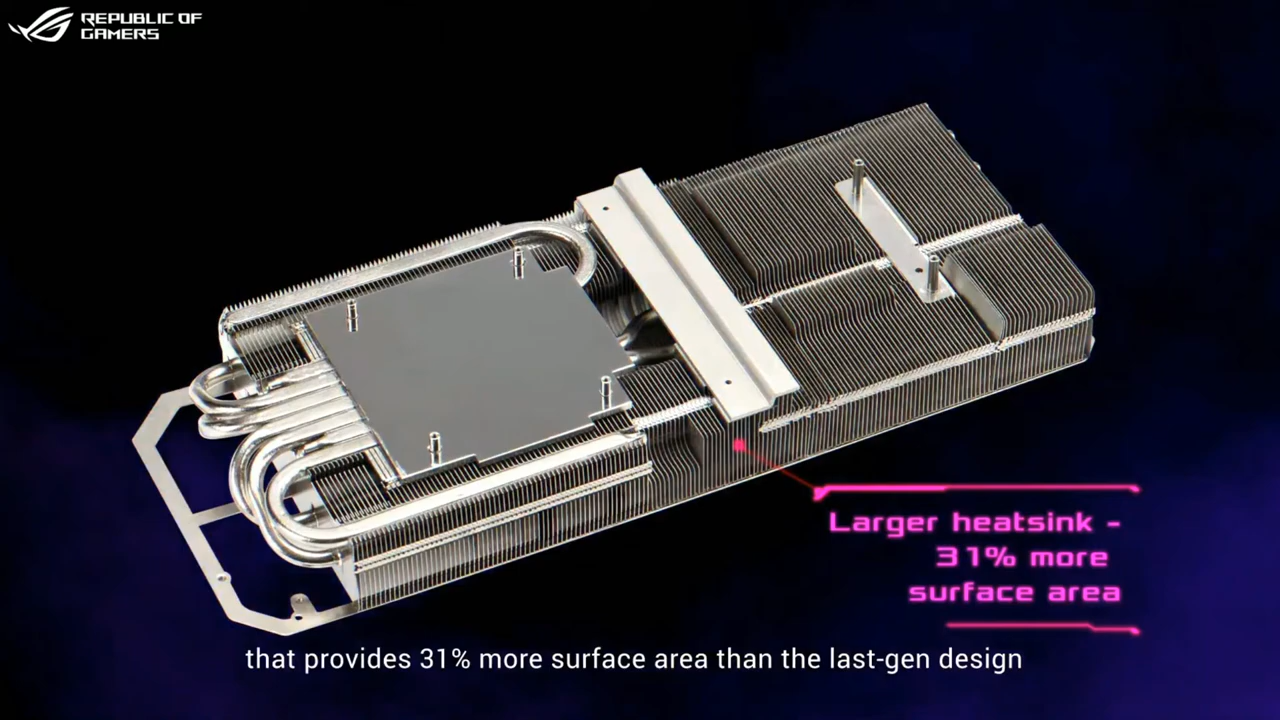 REPUBLIC OF
GAMERS
Larger heatsink -
31% more
surface area
that provides 31% more surface area than the last-gen design